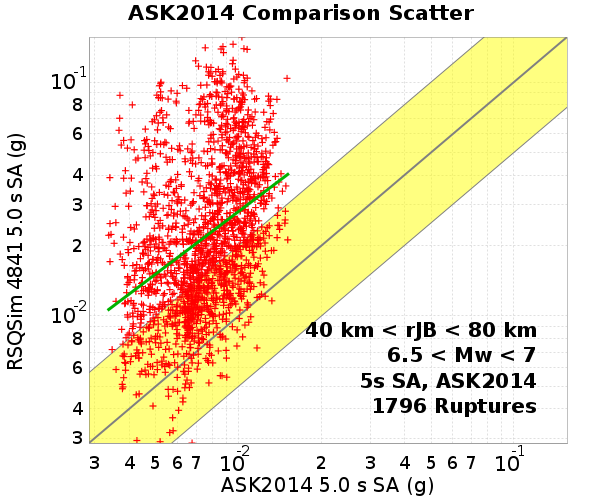 ASK2014 Comparison Scatter
RSQSim 4841 5.0 s SA (g)
10-1
8
6
4
3
2
10-2
8
6
4
3
40 km < rJB < 80 km
6.5 < Mw < 7
5s SA, ASK2014
1796 Ruptures
3 4 5 6 7 10-2 2 3 4 5 6 7 10-1
ASK2014 5.0 s SA (g)